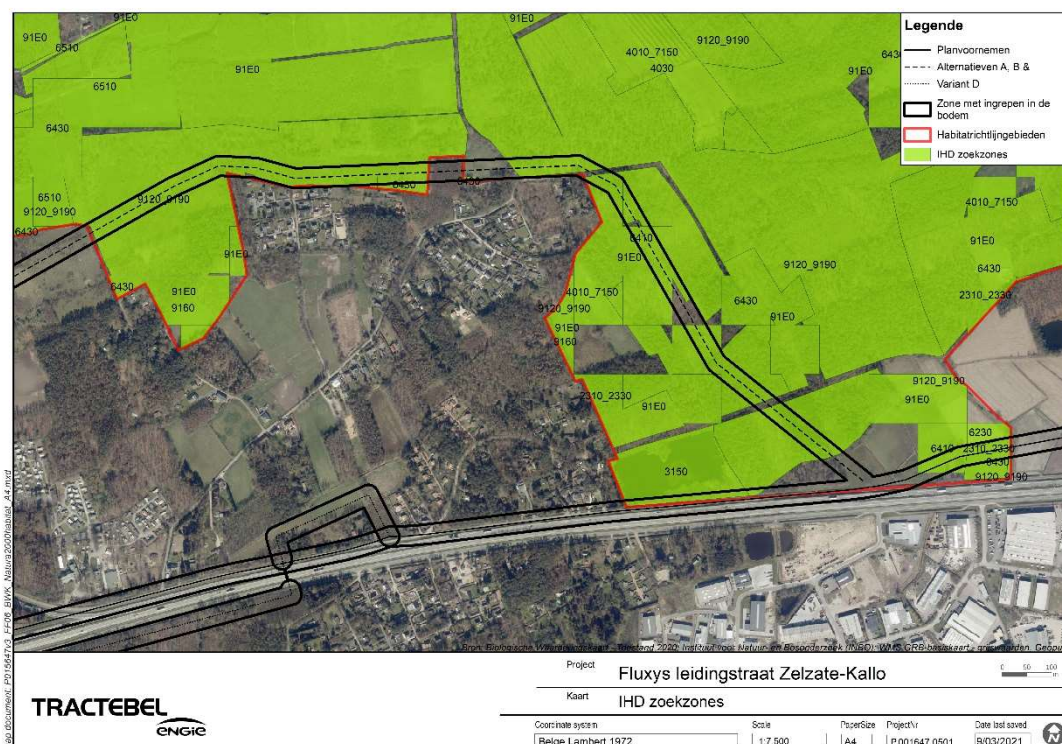 91E0
91E0
6510
91E0
6510
6430
4010_7150
4030
9120_9190
91E0
Legende
Planvoornemen
Alternatieven A, B &
Variant D
Zone met ingrepen in de
bodem
Habitatrichtlijngebieden
IHD zoekzones
6510
9120_9190
6430
9120_9190
6430
6430
91E0
6430
91E0
9160
6410
91E0
4010_7150
9120_9190
91E0
9160
2310_2330
91E0
3150
9120_9190
6430
91E0
4010_7150
91E0
6430
2310_2330
9120_9190
91E0
6230
6410
2310_2330
6430
9120_9190
Project
Fluxys leidingstraat Zelzate-Kallo
Kaart
IHD zoekzones
TRACTEBEL
ENGIE
Coordinate system
Belge Lambert 1972
Scale
1:7 500
PaperSize
A4
ProjectNr
P.001647.0501
Date last saved
9/03/2021